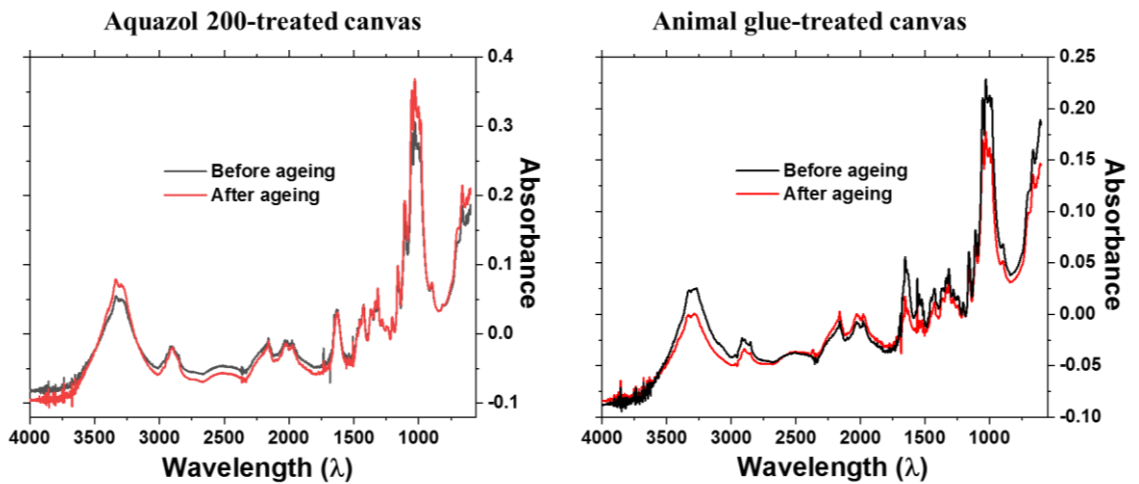 Aquazol 200-treated canvas
Before ageing
After ageing
0.4
0.3
0.2
0.1
0.0
-0.1
Absorbance
4000 3500 3000 2500 2000 1500 1000
Wavelength (λ)
Animal glue-treated canvas
Before ageing
After ageing
0.25
0.20
0.15
0.10
0.05
0.00
-0.05
-0.10
Absorbance
4000 3500 3000 2500 2000 1500 1000
Wavelength (λ)